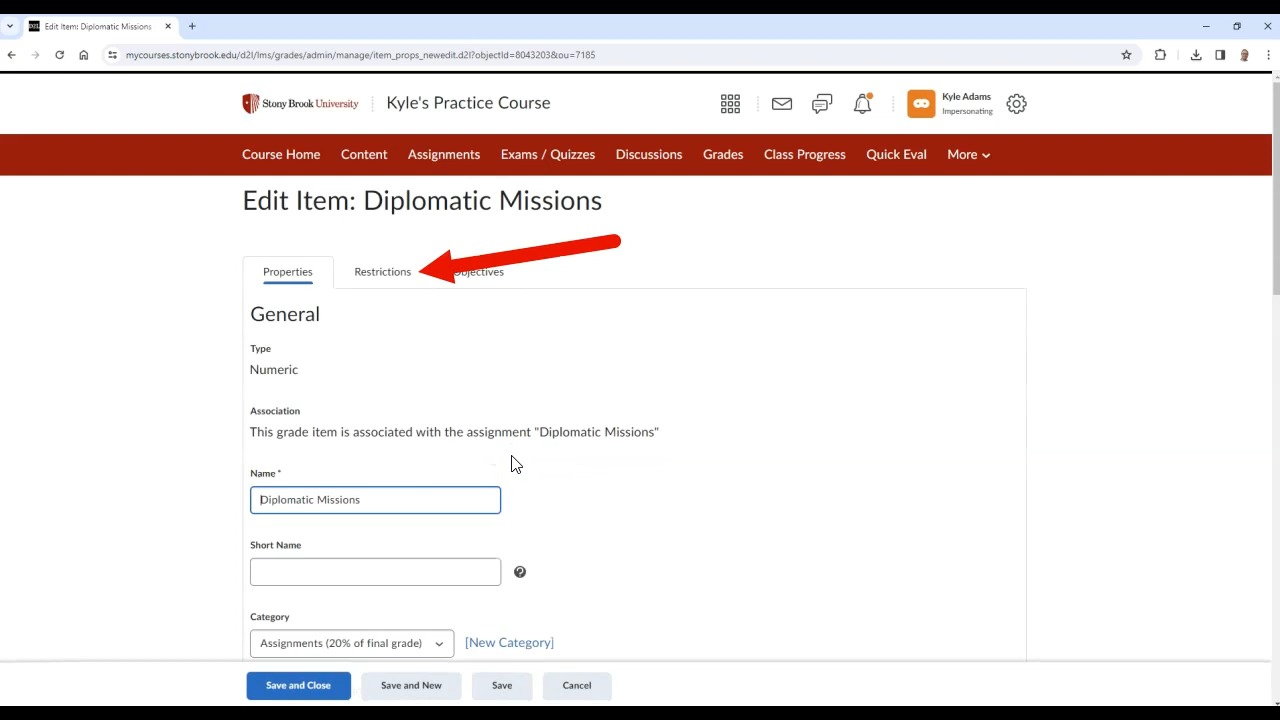 Edit Item: Diplomatic Missions
mycourses.stonybrook.edu/d2l/lms/grades/admin/manage/item_props_newedit.d2l?objectId=8043203&ou=7185
Stony Brook University
Kyle's Practice Course
Kyle Adams
Impersonating
Course Home Content Assignments Exams / Quizzes Discussions Grades Class Progress Quick Eval More
Edit Item: Diplomatic Missions
Properties Restrictions Objectives
General
Type
Numeric
Association
This grade item is associated with the assignment "Diplomatic Missions"
Name *
Diplomatic Missions
Short Name
Category
Assignments (20% of final grade) [New Category]
Save and Close Save and New Save Cancel